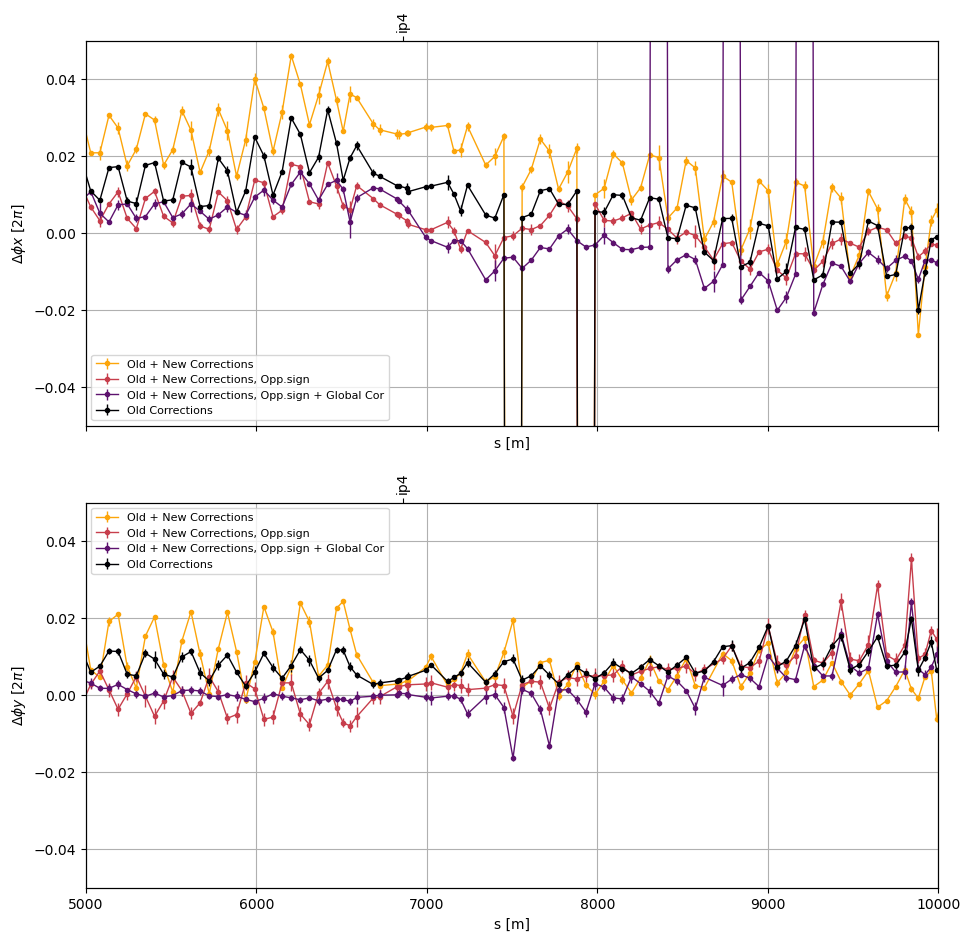 ip4
0.04
0.02
0.00
−0.02
−0.04
Δϕx [2π]
Old + New Corrections
Old + New Corrections, Opp.sign
Old + New Corrections, Opp.sign + Global Cor
Old Corrections
s [m]
ip4
0.04
0.02
0.00
−0.02
−0.04
Δϕy [2π]
Old + New Corrections
Old + New Corrections, Opp.sign
Old + New Corrections, Opp.sign + Global Cor
Old Corrections
5000 6000 7000 8000 9000 10000
s [m]